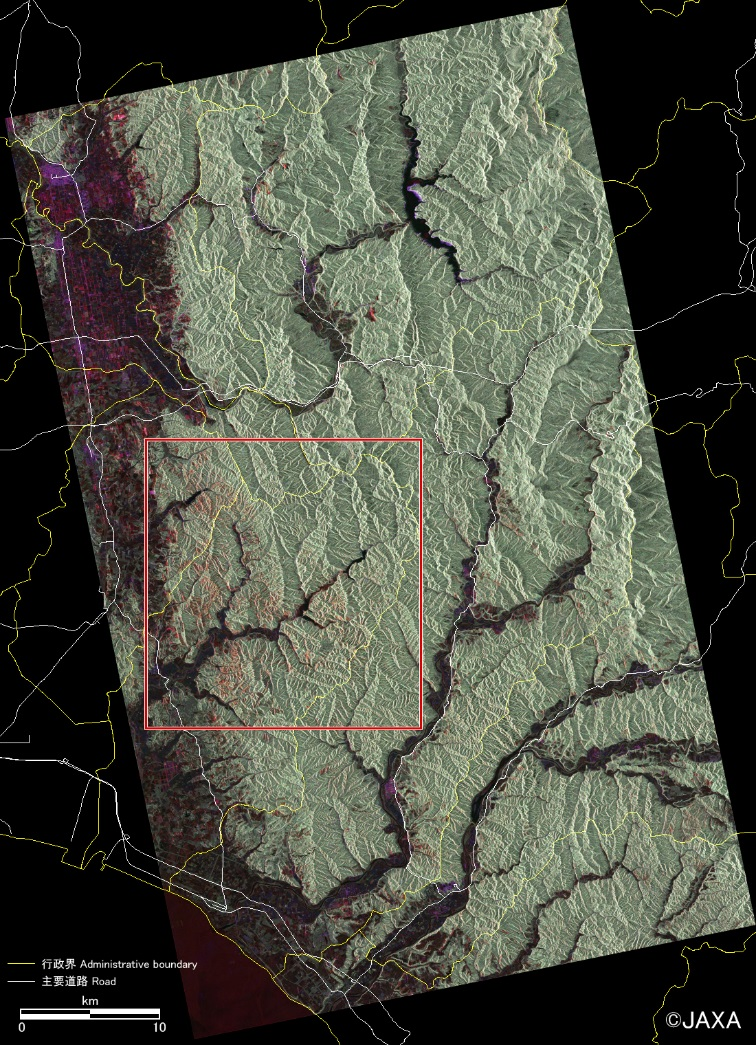 行政界 Administrative boundary
主要道路 Road
km
0 10
©JAXA